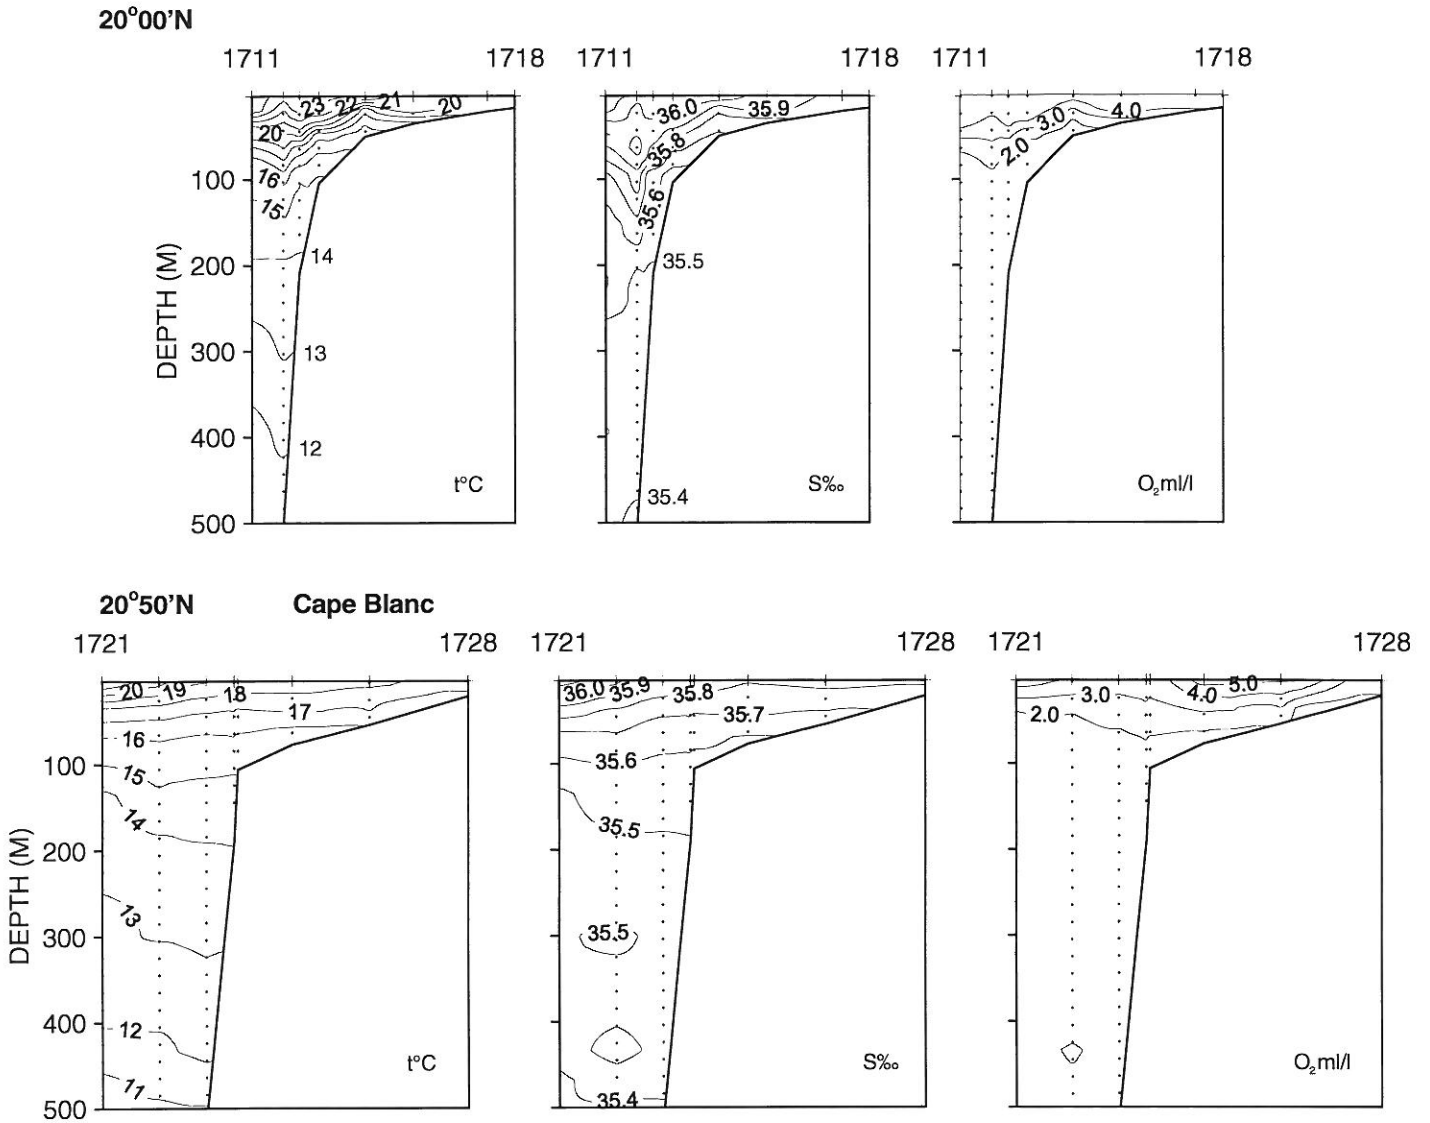 20°00'N
1711 1718 1711 1718 1711 1718
23 22 21 20
20
16
15
14
13
12
t°C
36.0 35.9
35.8
35.6
35.5
35.4
S‰
3.0 4.0
2.0
O₂ml/l
100
200
300
400
500
DEPTH (M)
20°50'N Cape Blanc
1721 1728 1721 1728 1721 1728
20 19 18
17
16
15
14
13
12
11
t°C
36.0 35.9 35.8
35.7
35.6
35.5
35.5
35.4
S‰
3.0 4.0 5.0
2.0
O₂ml/l
100
200
300
400
500
DEPTH (M)